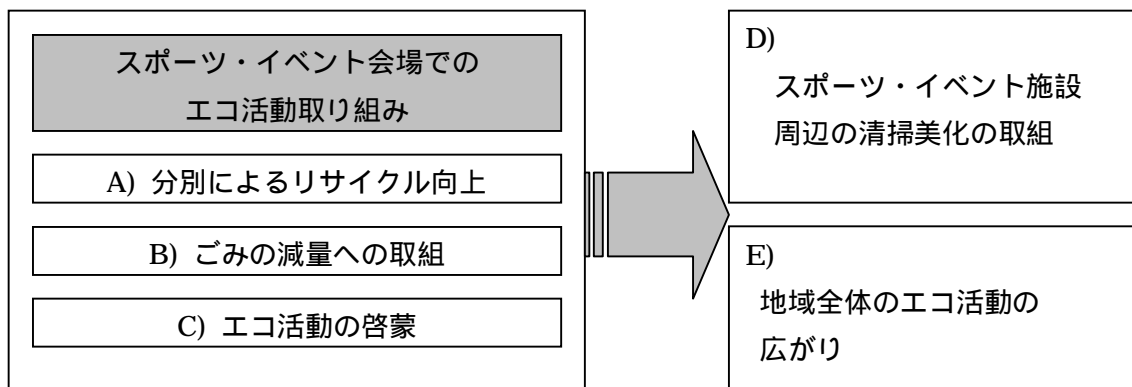 スポーツ・イベント会場での
エコ活動取り組み
A) 分別によるリサイクル向上
B) ごみの減量への取組
C) エコ活動の啓蒙
D)
スポーツ・イベント施設
周辺の清掃美化の取組
E)
地域全体のエコ活動の
広がり